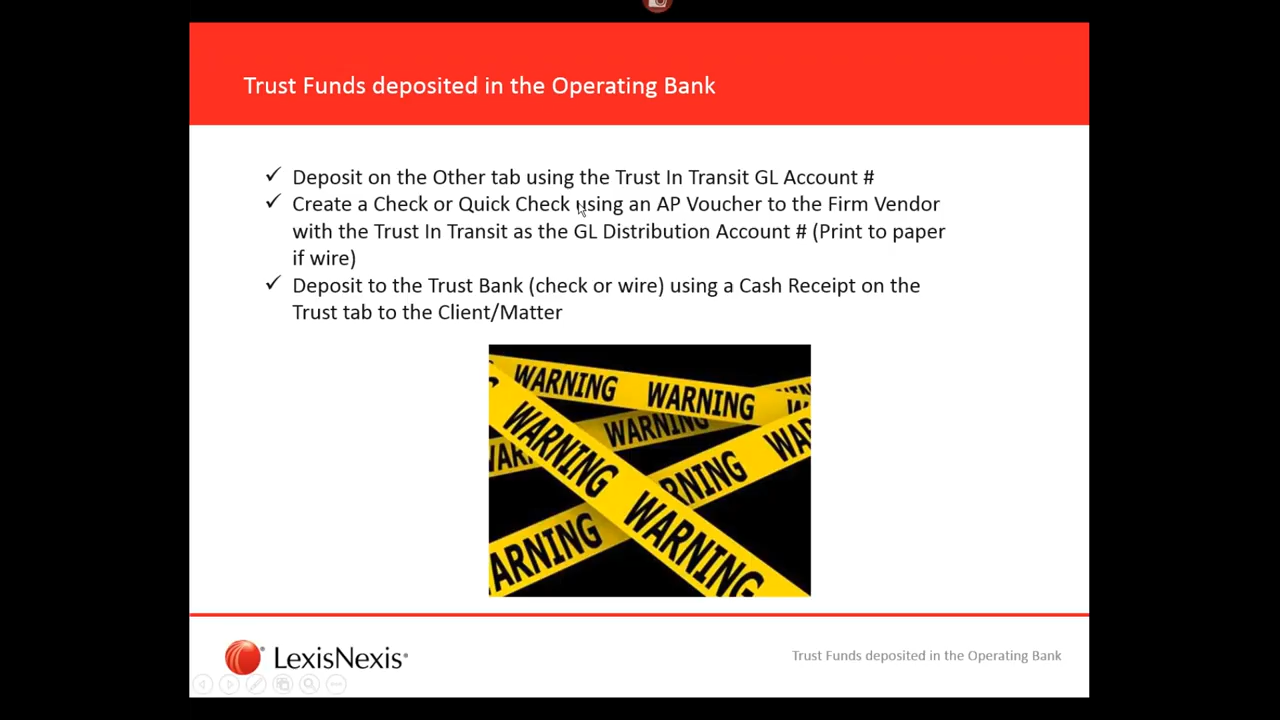 Trust Funds deposited in the Operating Bank
✓ Deposit on the Other tab using the Trust In Transit GL Account #
✓ Create a Check or Quick Check using an AP Voucher to the Firm Vendor
with the Trust In Transit as the GL Distribution Account # (Print to paper
if wire)
✓ Deposit to the Trust Bank (check or wire) using a Cash Receipt on the
Trust tab to the Client/Matter
WARNING WARNING
WARNING
WARNING
WARNING
LexisNexis®
Trust Funds deposited in the Operating Bank